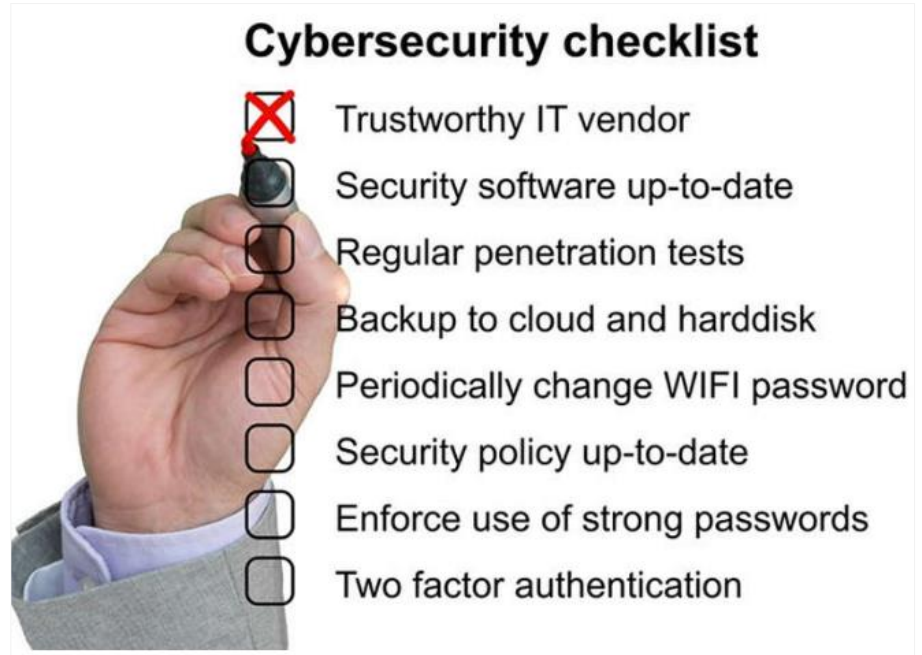 Cybersecurity checklist
Trustworthy IT vendor
Security software up-to-date
Regular penetration tests
Backup to cloud and harddisk
Periodically change WIFI password
Security policy up-to-date
Enforce use of strong passwords
Two factor authentication